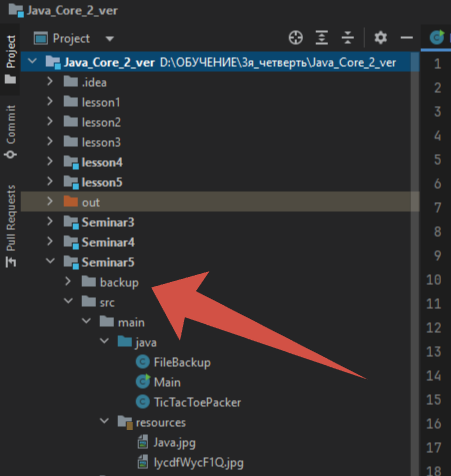 Java_Core_2_ver
Project
Project
Commit
Pull Requests
Java_Core_2_ver D:\ОБУЧЕНИЕ\3я_четверть\Java_Core_2_ver
.idea
lesson1
lesson2
lesson3
lesson4
lesson5
out
Seminar3
Seminar4
Seminar5
backup
src
main
java
FileBackup
Main
TicTacToePacker
resources
Java.jpg
lycdfWycF1Q.jpg
1
2
3
4
5
6
7
8
9
10
11
12
13
14
15
16
17
18